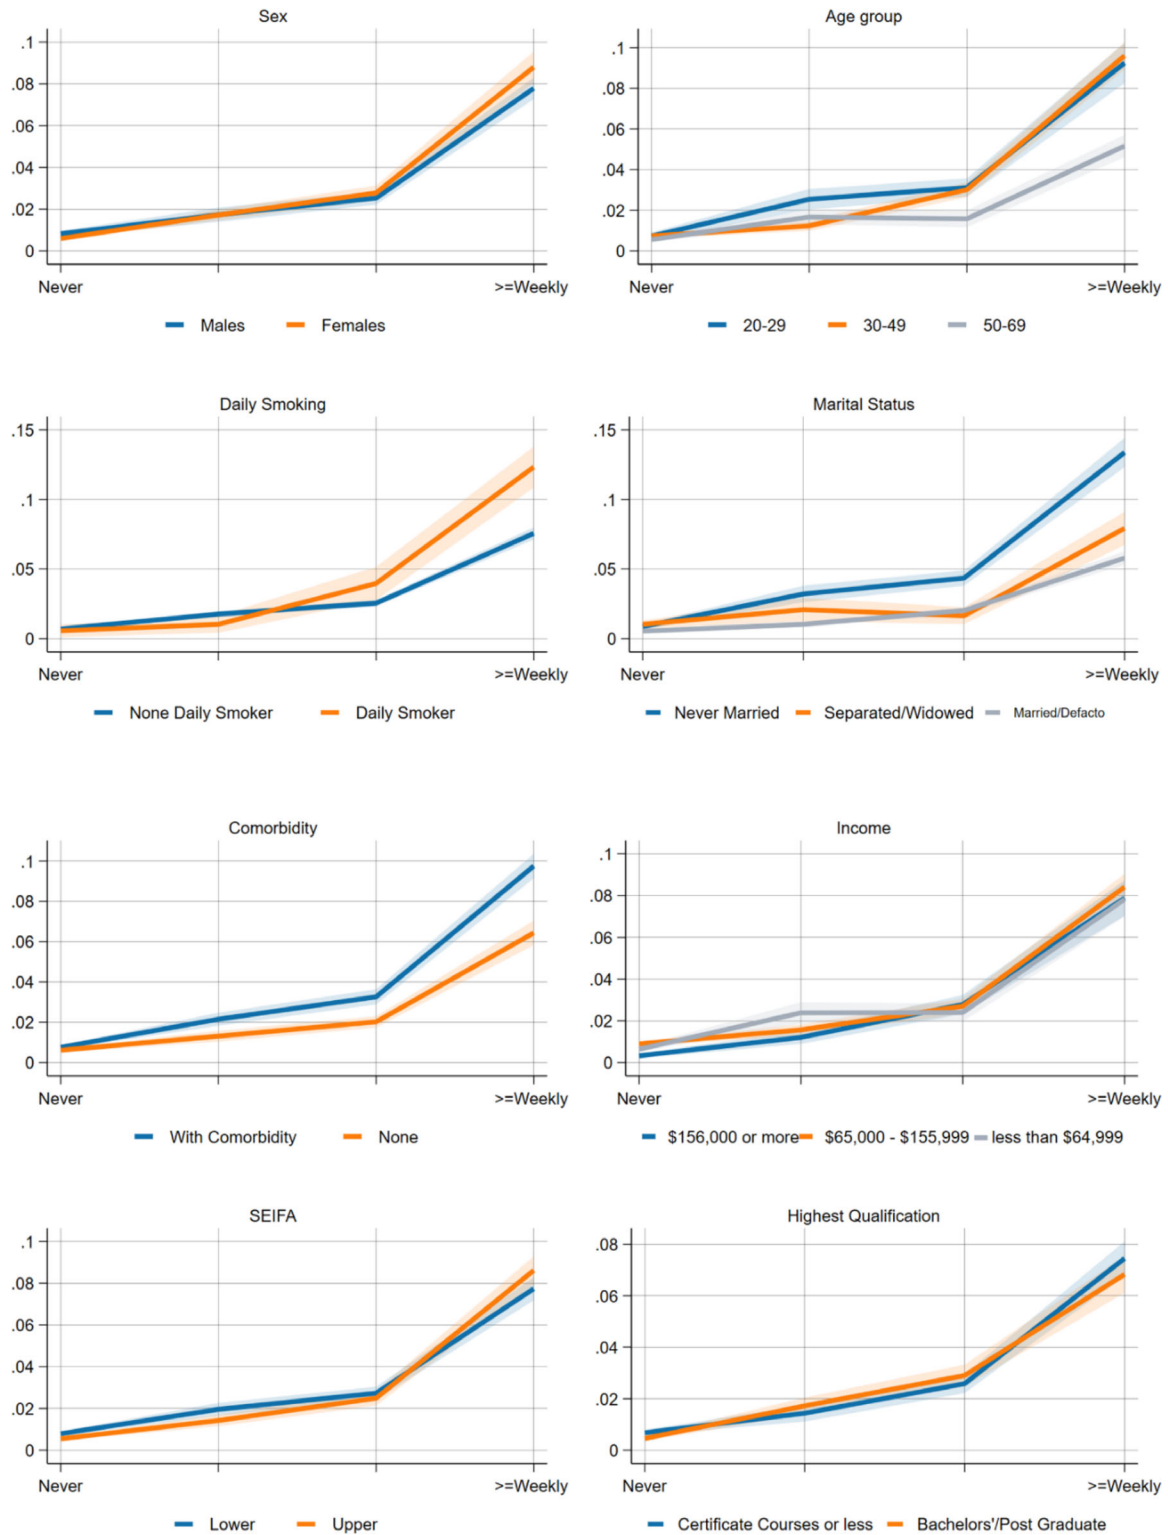 Sex
.1
.08
.06
.04
.02
0
Never
>=Weekly
Males
Females
Age group
.1
.08
.06
.04
.02
0
Never
>=Weekly
20-29
30-49
50-69
Daily Smoking
.15
.1
.05
0
Never
>=Weekly
None Daily Smoker
Daily Smoker
Marital Status
.15
.1
.05
0
Never
>=Weekly
Never Married
Separated/Widowed
Married/Defacto
Comorbidity
.1
.08
.06
.04
.02
0
Never
>=Weekly
With Comorbidity
None
Income
.1
.08
.06
.04
.02
0
Never
>=Weekly
$156,000 or more
$65,000 - $155,999
less than $64,999
SEIFA
.1
.08
.06
.04
.02
0
Never
>=Weekly
Lower
Upper
Highest Qualification
.08
.06
.04
.02
0
Never
>=Weekly
Certificate Courses or less
Bachelors'/Post Graduate